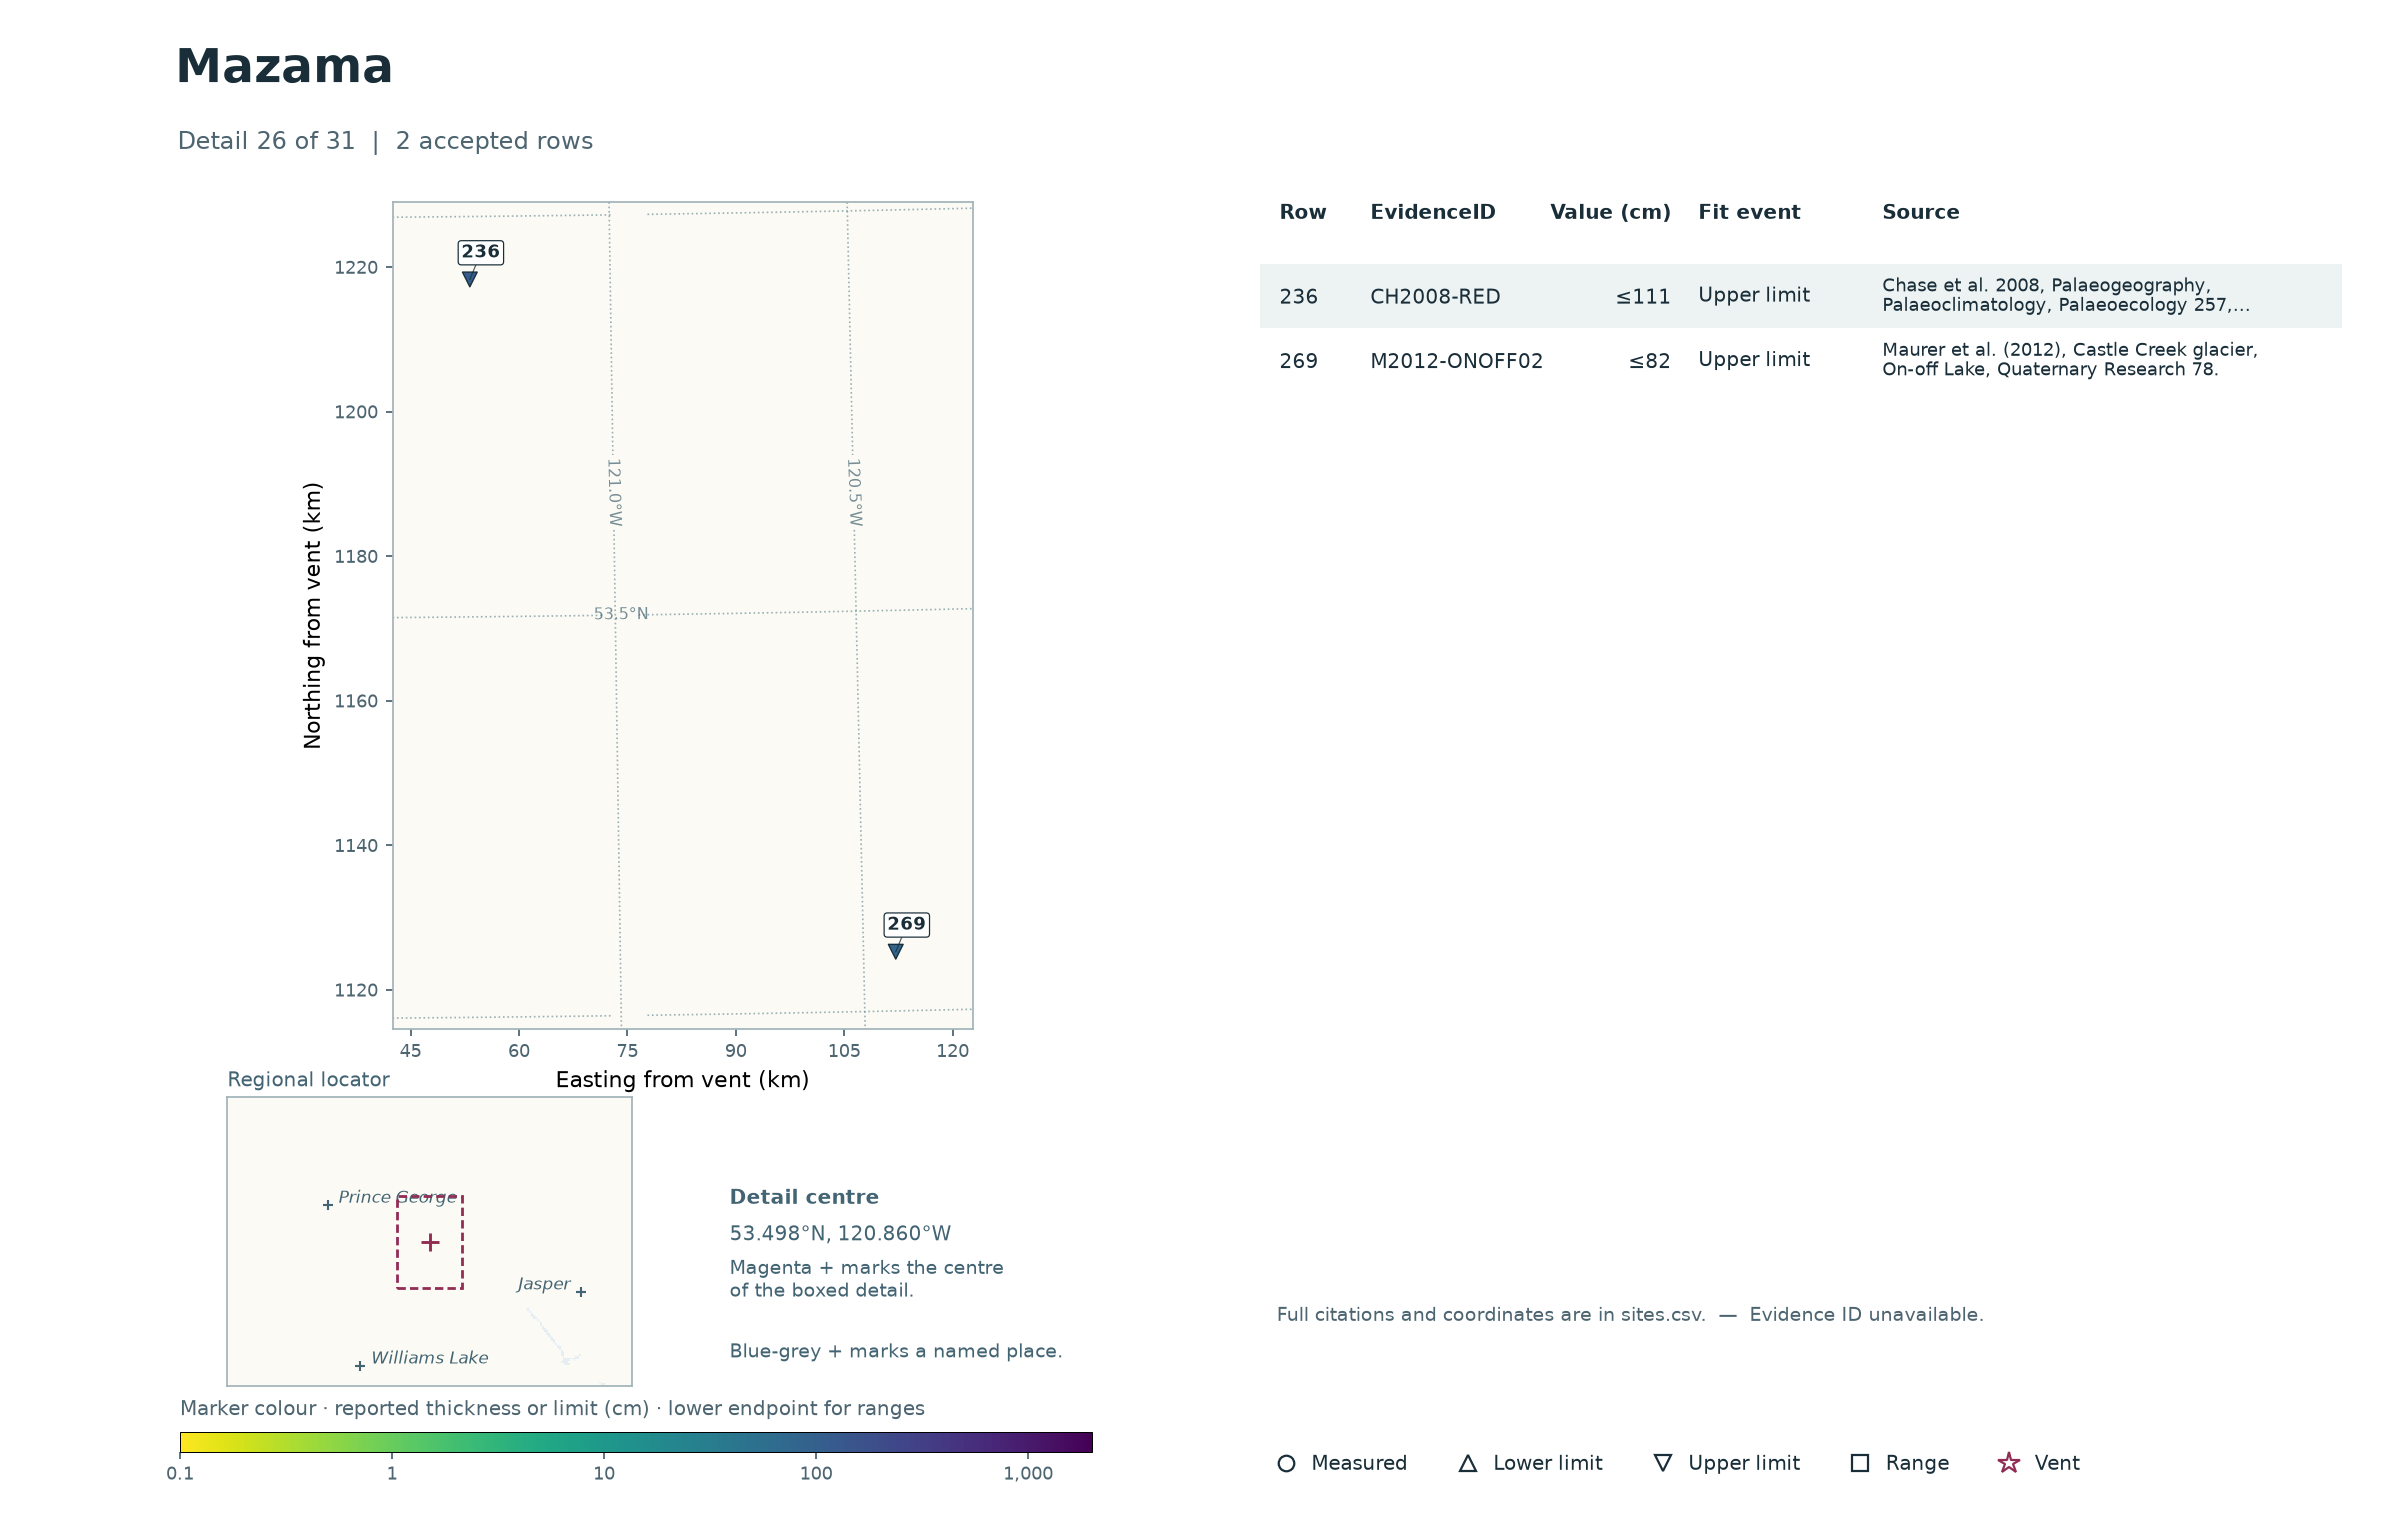 Mazama
Detail 26 of 31 | 2 accepted rows
236
1220
1200
1180
1160
1140
1120
Northing from vent (km)
121.0°W
120.5°W
53.5°N
269
45 60 75 90 105 120
Easting from vent (km)
Row EvidenceID Value (cm) Fit event Source
236 CH2008-RED ≤111 Upper limit Chase et al. 2008, Palaeogeography,
Palaeoclimatology, Palaeoecology 257,...
269 M2012-ONOFF02 ≤82 Upper limit Maurer et al. (2012), Castle Creek glacier,
On-off Lake, Quaternary Research 78.
Regional locator
Prince George
Jasper
Williams Lake
Detail centre
53.498°N, 120.860°W
Magenta + marks the centre
of the boxed detail.
Blue-grey + marks a named place.
Full citations and coordinates are in sites.csv. — Evidence ID unavailable.
Marker colour · reported thickness or limit (cm) · lower endpoint for ranges
0.1 1 10 100 1,000
Measured Lower limit Upper limit Range Vent